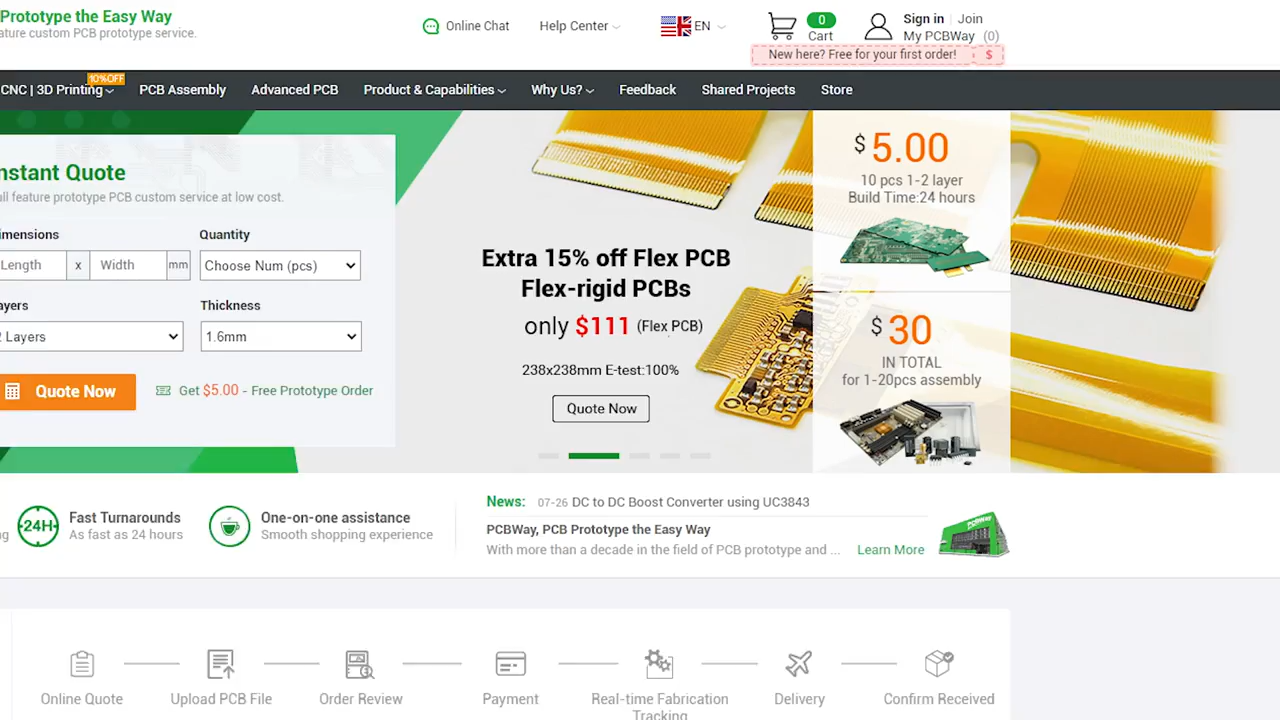 Prototype the Easy Way
ature custom PCB prototype service.
Online Chat
Help Center
EN
0
Cart
Sign in | Join
My PCBWay (0)
New here? Free for your first order! $
10%OFF
CNC | 3D Printing
PCB Assembly
Advanced PCB
Product & Capabilities
Why Us?
Feedback
Shared Projects
Store
nstant Quote
ull feature prototype PCB custom service at low cost.
imensions
Quantity
Length x Width mm
Choose Num (pcs)
ayers
Thickness
2 Layers
1.6mm
Quote Now
Get $5.00 - Free Prototype Order
Extra 15% off Flex PCB
Flex-rigid PCBs
only $111 (Flex PCB)
238x238mm E-test:100%
Quote Now
$ 5.00
10 pcs 1-2 layer
Build Time:24 hours
$ 30
IN TOTAL
for 1-20pcs assembly
g
24H
Fast Turnarounds
As fast as 24 hours
One-on-one assistance
Smooth shopping experience
News: 07-26 DC to DC Boost Converter using UC3843
PCBWay, PCB Prototype the Easy Way
With more than a decade in the field of PCB prototype and ... Learn More
PCBWAY
Online Quote
Upload PCB File
Order Review
Payment
Real-time Fabrication
Tracking
Delivery
Confirm Received